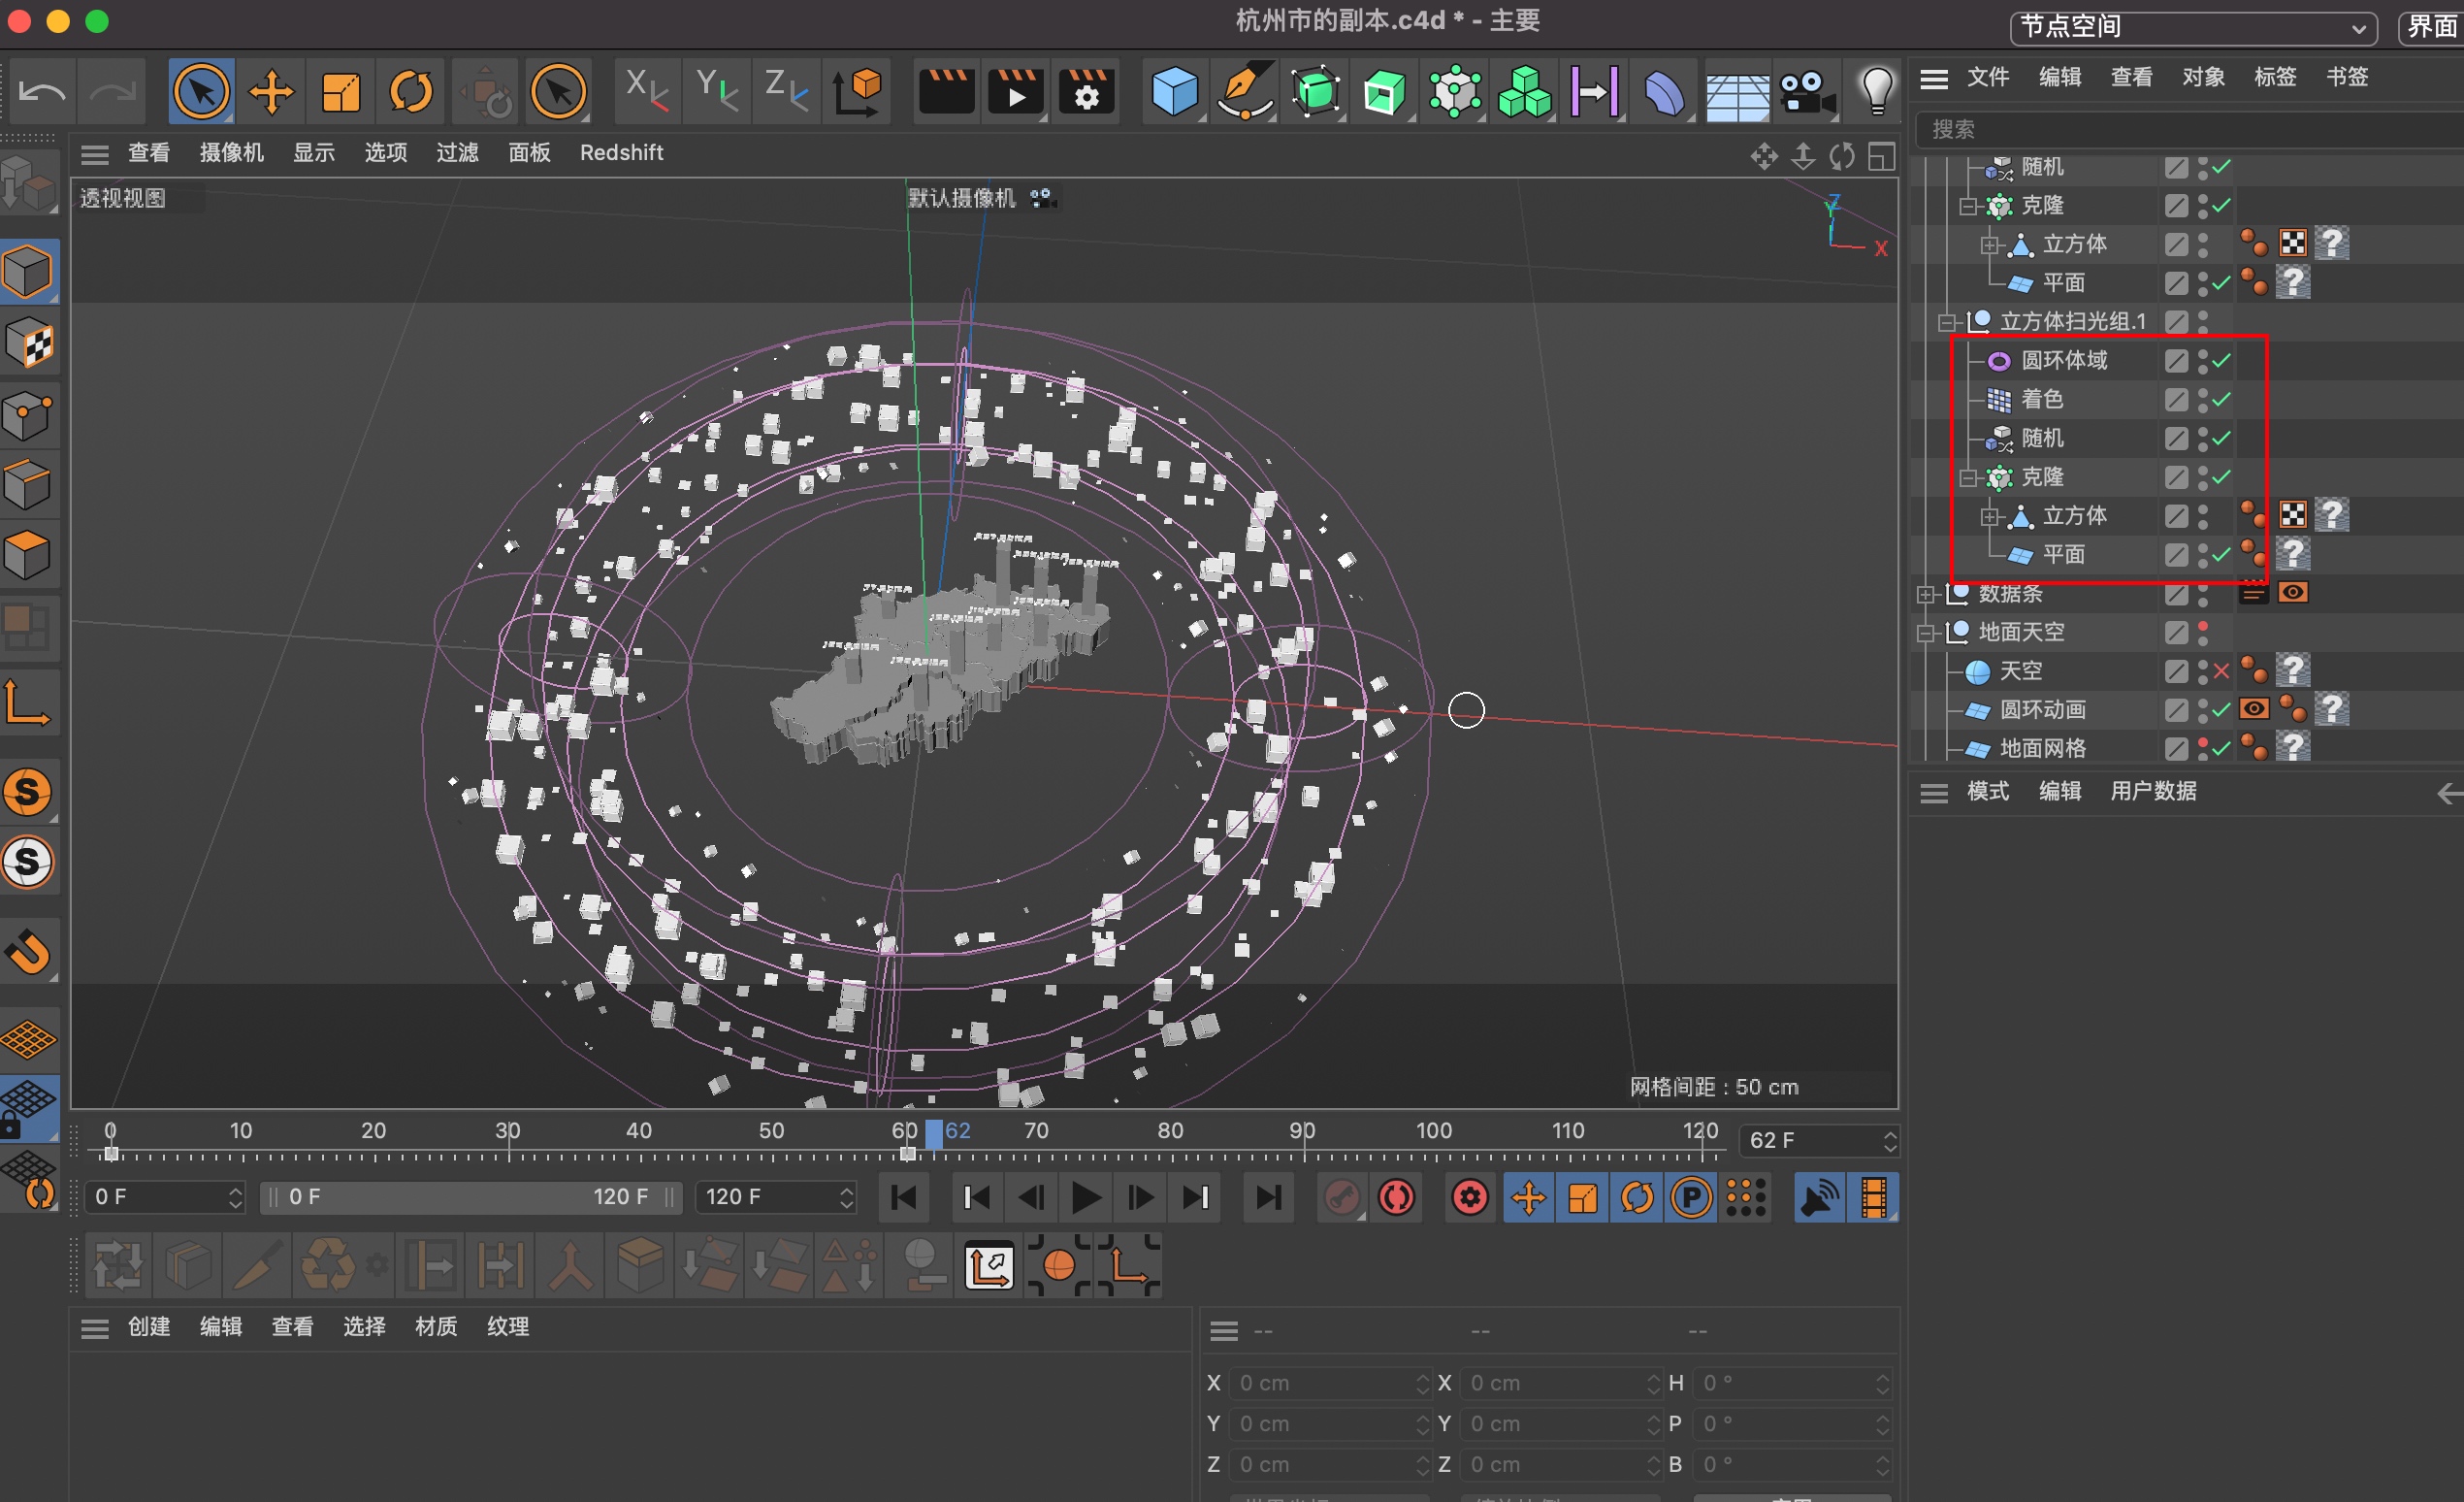 杭州市的副本.c4d * - 主要
节点空间
界面
X Y Z
文件 编辑 查看 对象 标签 书签
搜索
查看 摄像机 显示 选项 过滤 面板 Redshift
透视视图
默认摄像机
Y
Z
X
随机
克隆
立方体
平面
立方体扫光组.1
圆环体域
着色
随机
克隆
立方体
平面
数据条
地面天空
天空
圆环动画
地面网格
模式 编辑 用户数据
网格间距 : 50 cm
0 10 20 30 40 50 60 62 70 80 90 100 110 120
62 F
0 F
0 F 120 F
120 F
P
S
S
创建 编辑 查看 选择 材质 纹理
-- -- --
X 0 cm X 0 cm H 0 °
Y 0 cm Y 0 cm P 0 °
Z 0 cm Z 0 cm B 0 °